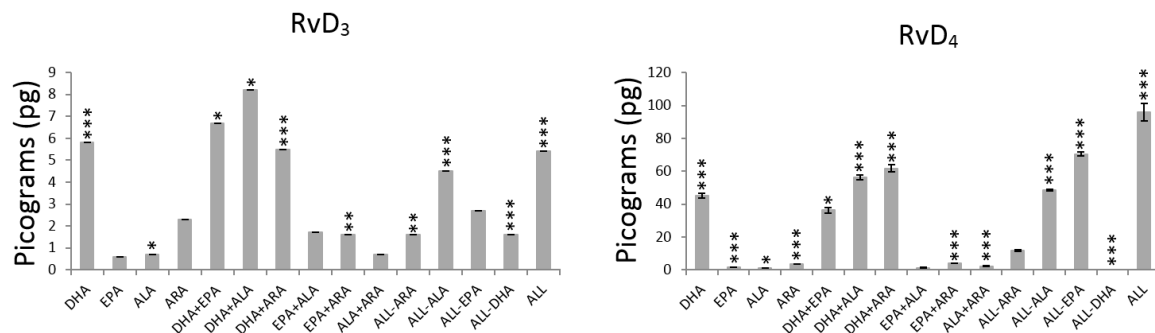 RvD₃
Picograms (pg)
9
8
7
6
5
4
3
2
1
0
***
*
*
*
***
**
**
***
***
***
DHA
EPA
ALA
ARA
DHA+EPA
DHA+ALA
DHA+ARA
EPA+ALA
EPA+ARA
ALA+ARA
ALL-ARA
ALL-ALA
ALL-EPA
ALL-DHA
ALL
RvD₄
Picograms (pg)
120
100
80
60
40
20
0
***
***
*
***
*
***
***
***
***
***
***
***
***
DHA
EPA
ALA
ARA
DHA+EPA
DHA+ALA
DHA+ARA
EPA+ALA
EPA+ARA
ALA+ARA
ALL-ARA
ALL-ALA
ALL-EPA
ALL-DHA
ALL